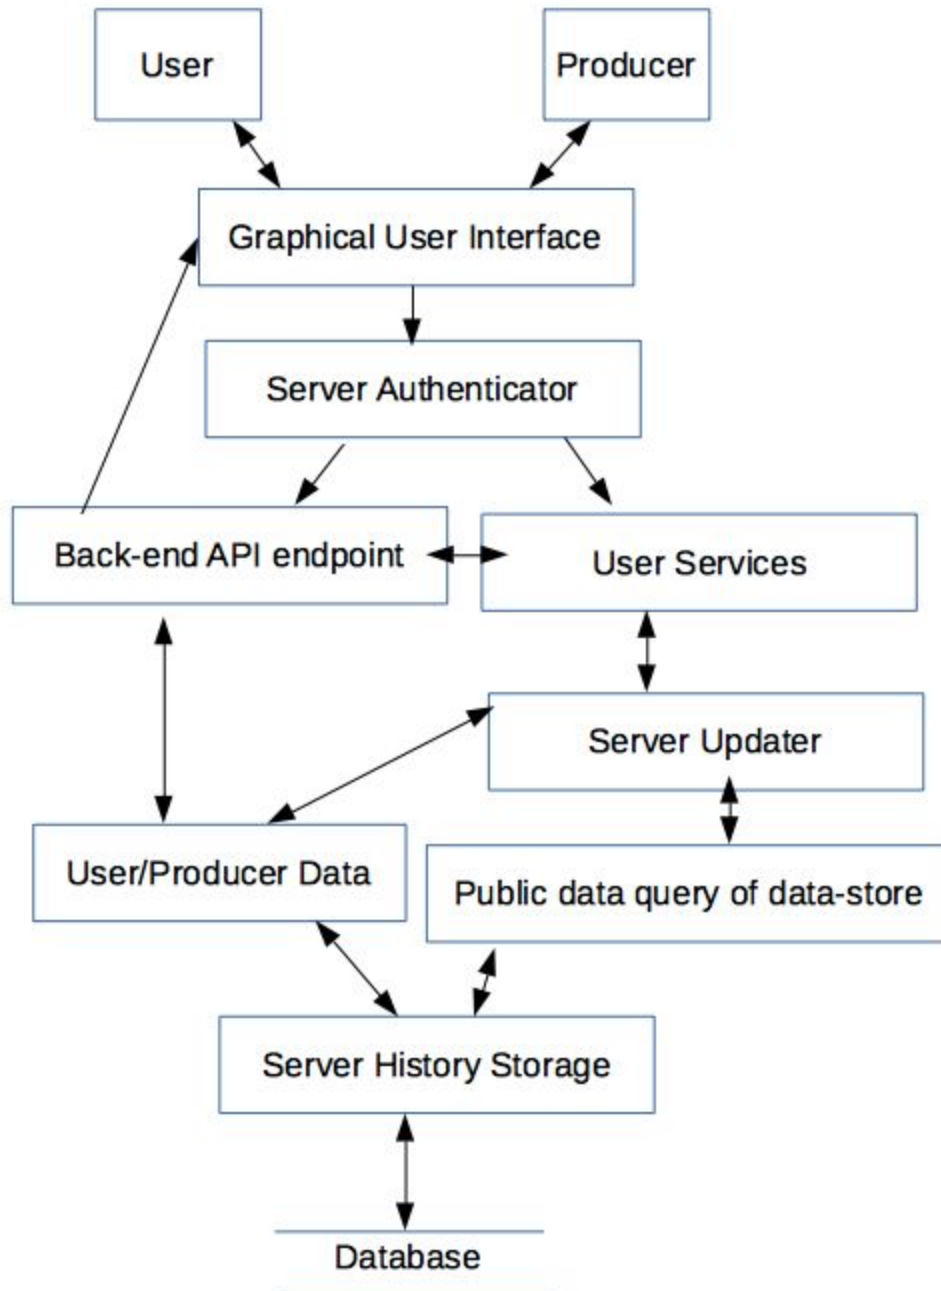 User
Producer
Graphical User Interface
Server Authenticator
Back-end API endpoint
User Services
Server Updater
User/Producer Data
Public data query of data-store
Server History Storage
Database